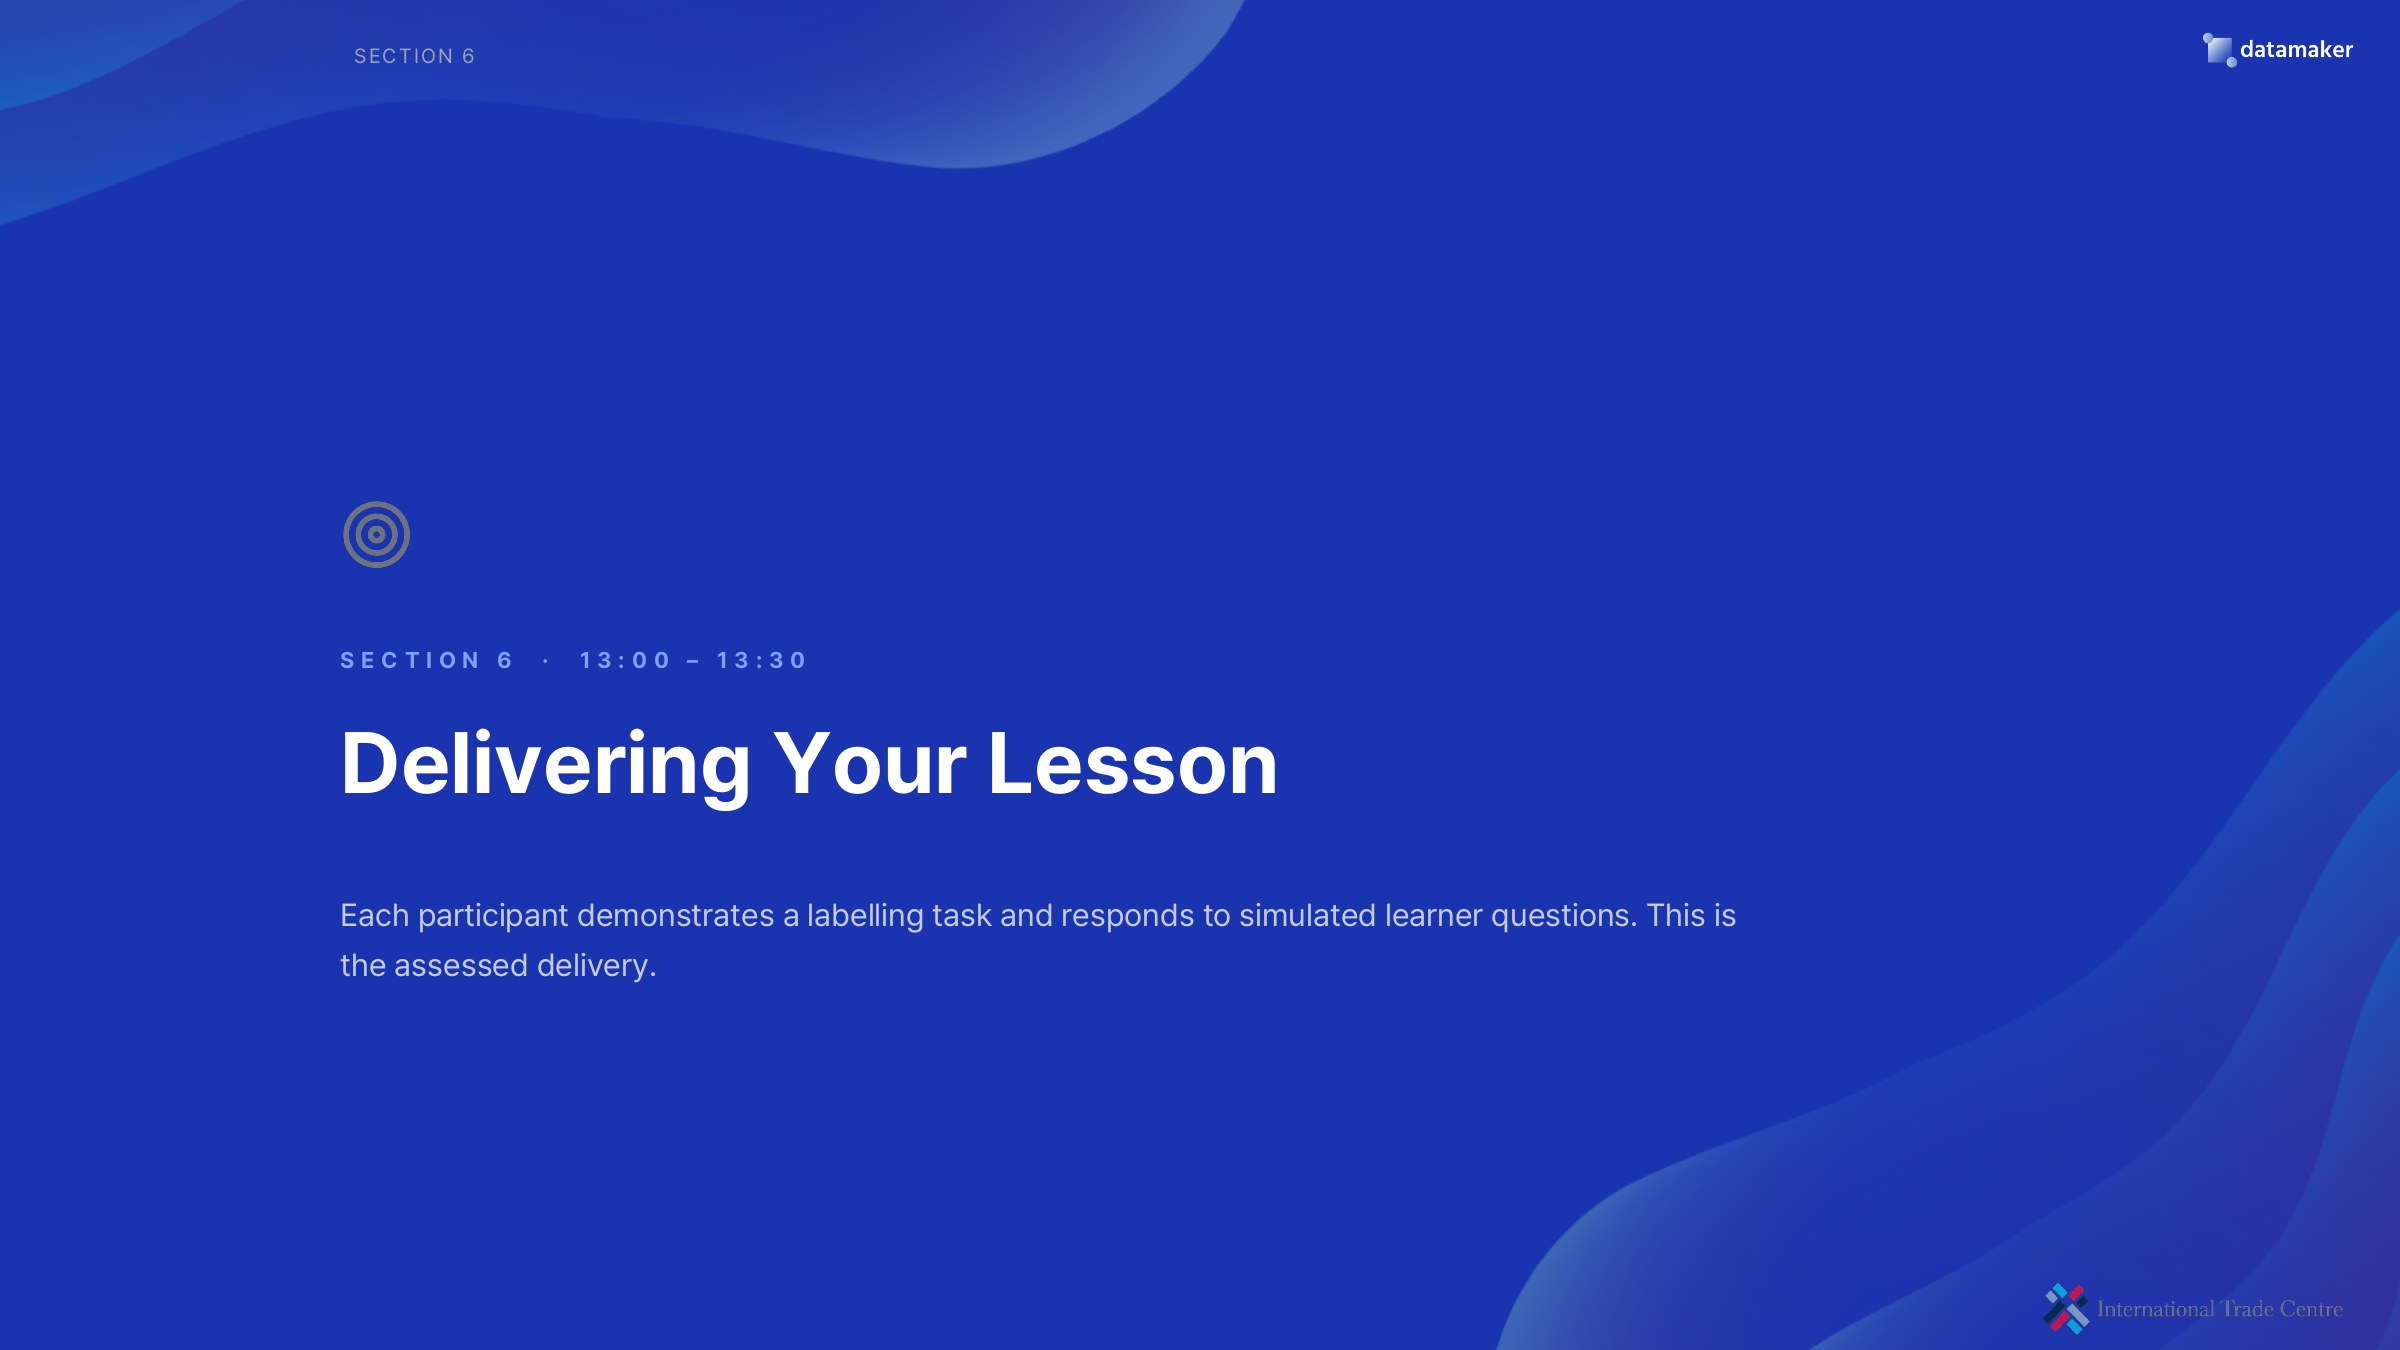 SECTION 6
datamaker
SECTION 6 · 13:00 – 13:30
Delivering Your Lesson
Each participant demonstrates a labelling task and responds to simulated learner questions. This is
the assessed delivery.
International Trade Centre